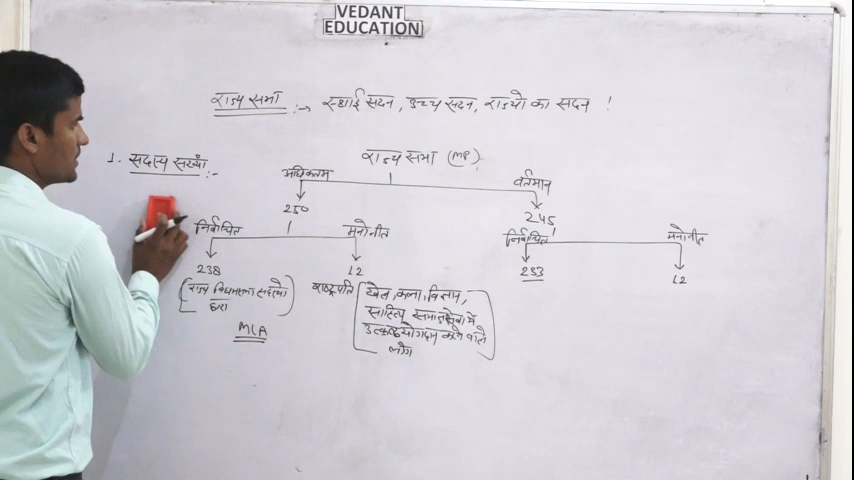 VEDANT
EDUCATION
राज्य सभा :→ स्थाई सदन, उच्च सदन, राज्यो का सदन !
1. सदस्य संख्याँ :-
राज्य सभा (MP)
अधिकतम
वर्तमान
250
245
निर्वाचित
मनोनीत
निर्वाचित
मनोनीत
238
12
233
12
(राज्य विधानसभा सदस्यो
द्वारा)
MLA
राष्ट्रपति
खेल, कला, विज्ञान,
साहित्य, समाजसेवा में
उत्कृष्ट योगदान करने वाले
लोग